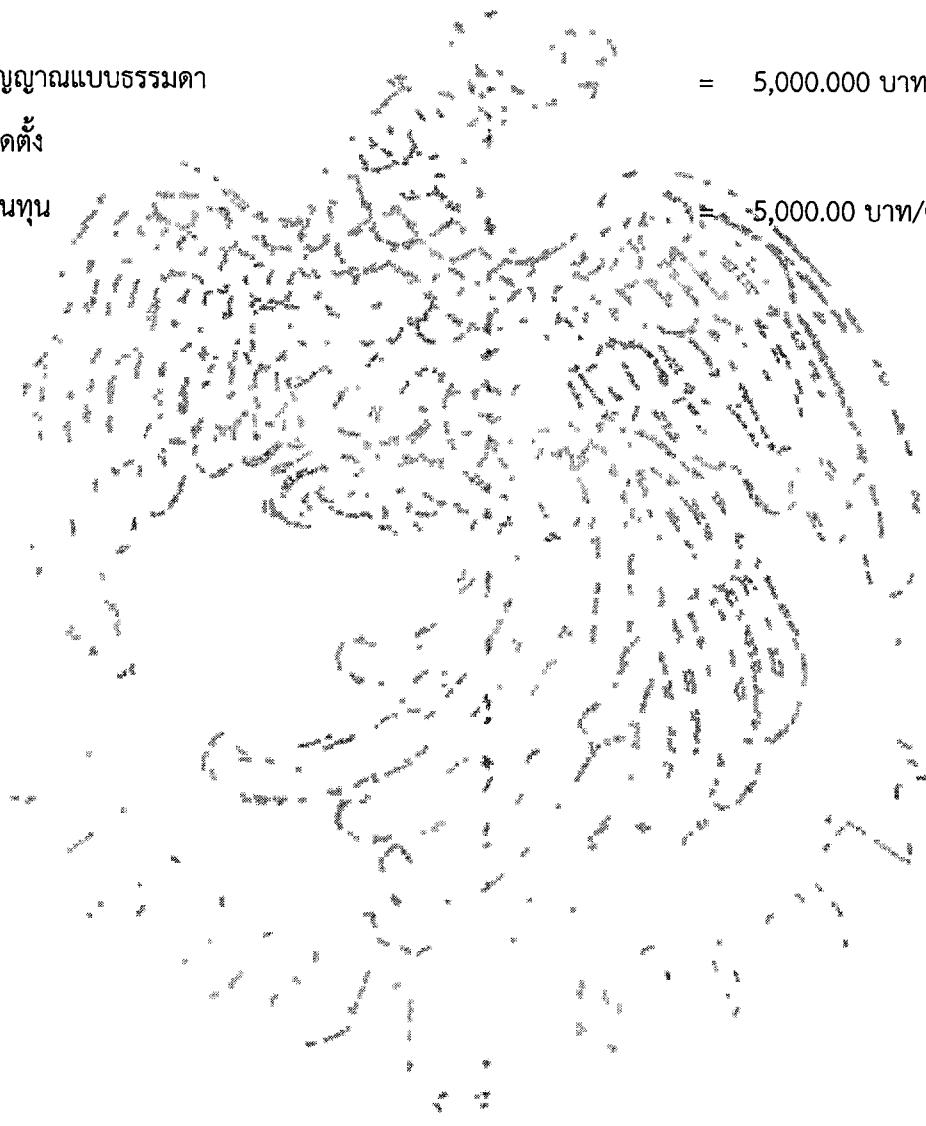 ญญาณแบบธรรมดา = 5,000.000 บาท
ดตั้ง
นทุน = 5,000.00 บาท/